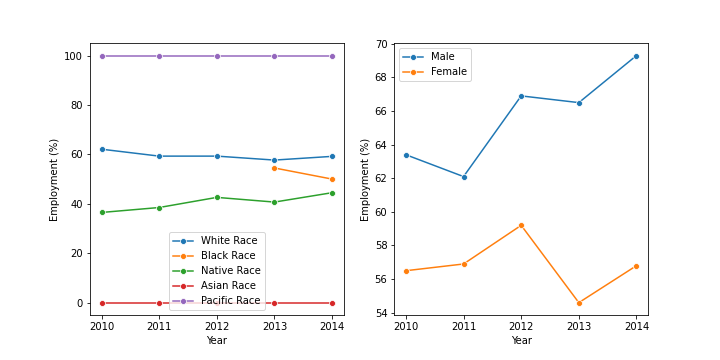 100
80
60
40
20
0
Employment (%)
White Race
Black Race
Native Race
Asian Race
Pacific Race
2010 2011 2012 2013 2014
Year
70
68
66
64
62
60
58
56
54
Employment (%)
Male
Female
2010 2011 2012 2013 2014
Year